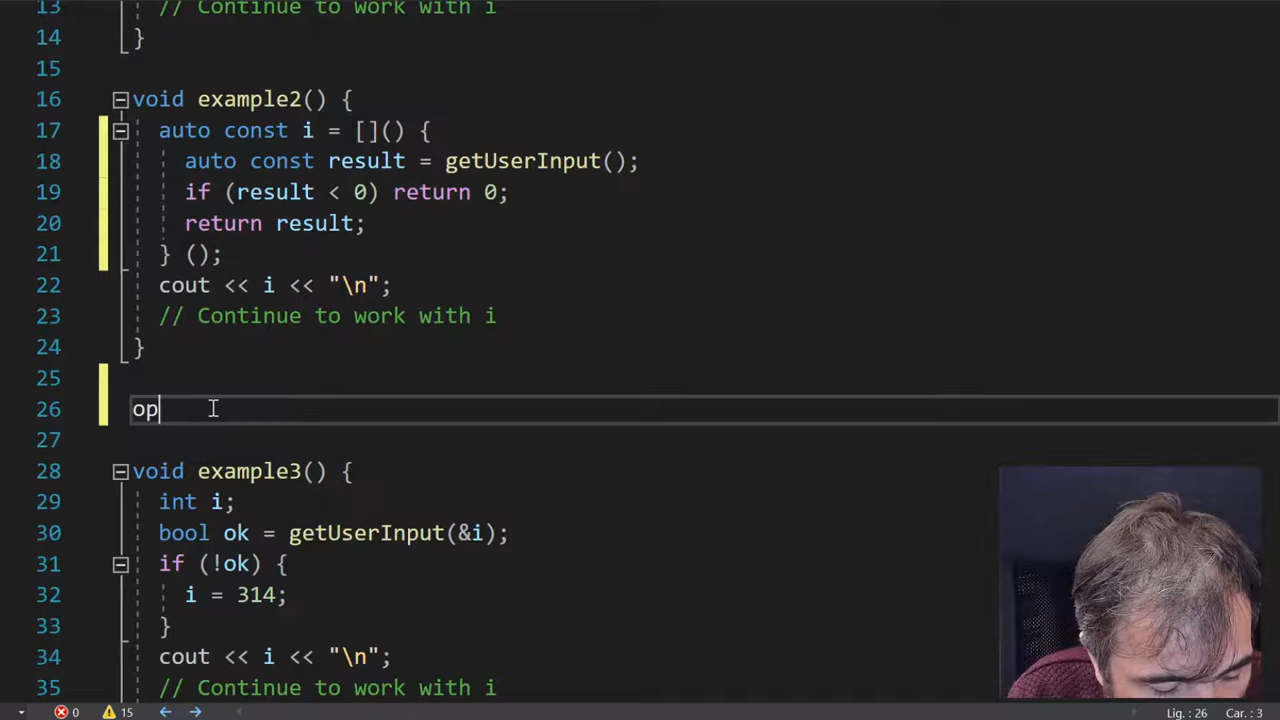 13 // Continue to work with i
14 }
15
16 void example2() {
17 auto const i = []() {
18 auto const result = getUserInput();
19 if (result < 0) return 0;
20 return result;
21 } ();
22 cout << i << "\n";
23 // Continue to work with i
24 }
25
26 op
27
28 void example3() {
29 int i;
30 bool ok = getUserInput(&i);
31 if (!ok) {
32 i = 314;
33 }
34 cout << i << "\n";
35 // Continue to work with i
0 15 Lig. : 26 Car. : 3